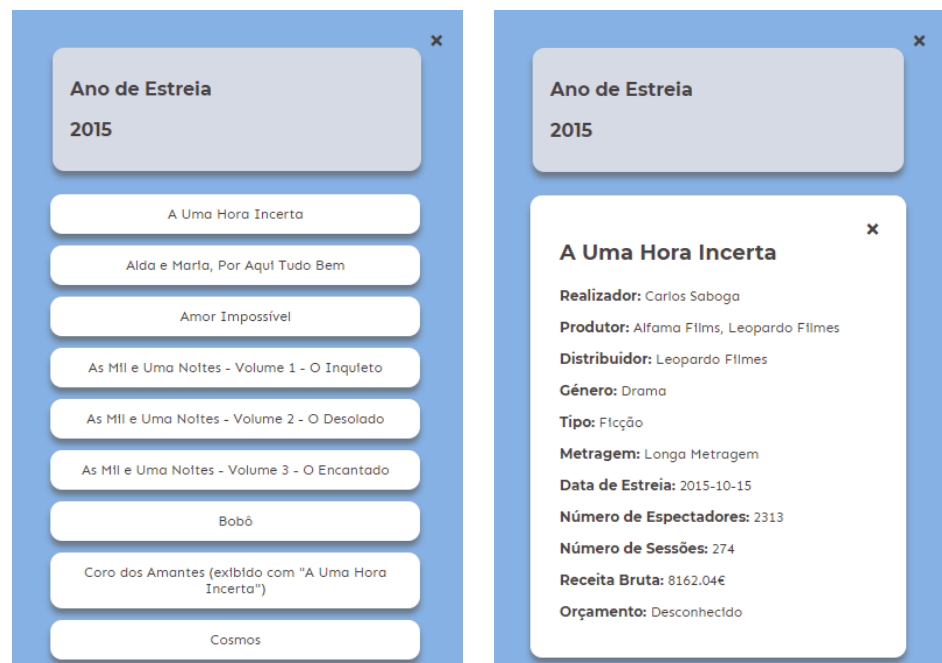 ×
Ano de Estreia
2015
A Uma Hora Incerta
Alda e Maria, Por Aqui Tudo Bem
Amor Impossível
As Mil e Uma Noites - Volume 1 - O Inquieto
As Mil e Uma Noites - Volume 2 - O Desolado
As Mil e Uma Noites - Volume 3 - O Encantado
Bobô
Coro dos Amantes (exibido com "A Uma Hora
Incerta")
Cosmos
×
Ano de Estreia
2015
×
A Uma Hora Incerta
Realizador: Carlos Saboga
Produtor: Alfama Films, Leopardo Filmes
Distribuidor: Leopardo Filmes
Género: Drama
Tipo: Ficção
Metragem: Longa Metragem
Data de Estreia: 2015-10-15
Número de Espectadores: 2313
Número de Sessões: 274
Receita Bruta: 8162.04€
Orçamento: Desconhecido